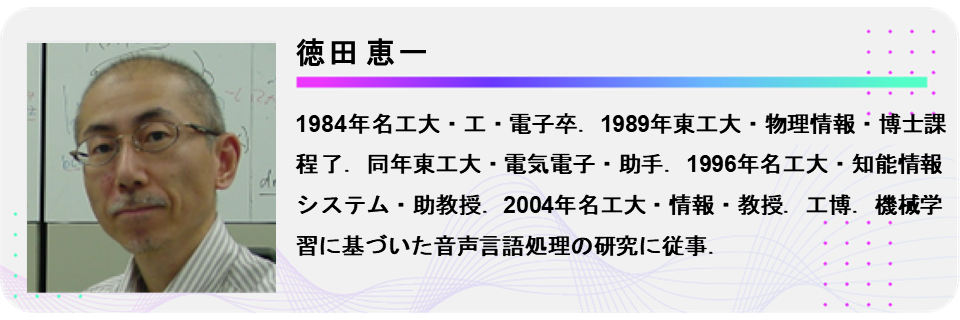 徳田 恵一
1984年名工大・工・電子卒．1989年東工大・物理情報・博士課
程了．同年東工大・電気電子・助手．1996年名工大・知能情報
システム・助教授．2004年名工大・情報・教授．工博．機械学
習に基づいた音声言語処理の研究に従事．